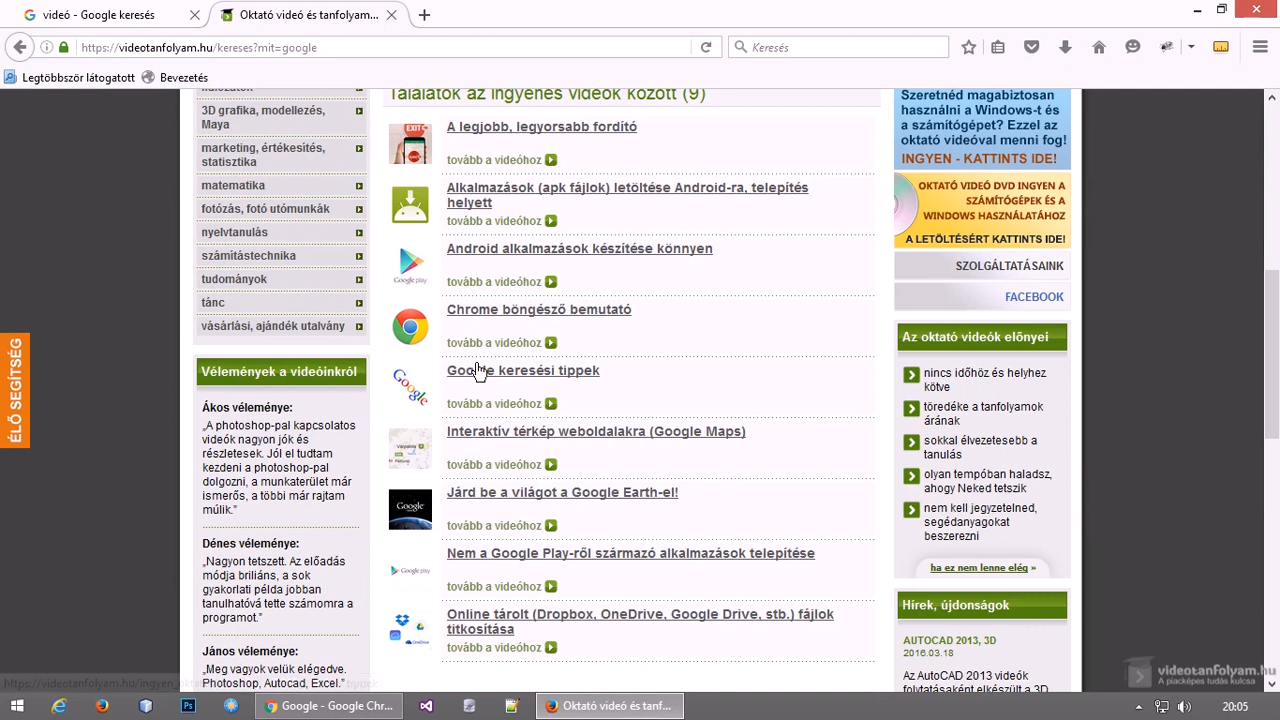 videó - Google keresés
Oktató videó és tanfolyam...
https://videotanfolyam.hu/kereses?mit=google
Keresés
Legtöbbször látogatott
Bevezetés
3D grafika, modellezés,
Maya
marketing, értékesítés,
statisztika
matematika
fotózás, fotó utómunkák
nyelvtanulás
számítástechnika
tudományok
tánc
vásárlási, ajándék utalvány
Vélemények a videóinkról
Ákos véleménye:
„A photoshop-pal kapcsolatos
videók nagyon jók és
részletesek. Jól el tudtam
kezdeni a photoshop-pal
dolgozni, a munkaterület már
ismerős, a többi már rajtam
múlik.”
Dénes véleménye:
„Nagyon tetszett. Az előadás
módja briliáns, a sok
gyakorlati példa jobban
tanulhatóvá tette számomra a
programot.”
János véleménye:
„Meg vagyok velük elégedve.
Photoshop, Autocad, Excel.”
ÉLŐ SEGÍTSÉG
Találatok az ingyenes videók között (9)
EXIT
A legjobb, legyorsabb fordító
tovább a videóhoz
Alkalmazások (apk fájlok) letöltése Android-ra, telepítés
helyett
tovább a videóhoz
Android alkalmazások készítése könnyen
Google play
tovább a videóhoz
Chrome böngésző bemutató
tovább a videóhoz
Google keresési tippek
Google
tovább a videóhoz
Interaktív térkép weboldalakra (Google Maps)
tovább a videóhoz
Járd be a világot a Google Earth-el!
Google
tovább a videóhoz
Nem a Google Play-ről származó alkalmazások telepítése
Google play
tovább a videóhoz
Online tárolt (Dropbox, OneDrive, Google Drive, stb.) fájlok
titkosítása
tovább a videóhoz
Szeretnéd magabiztosan
használni a Windows-t és
a számítógépet? Ezzel az
oktató videóval menni fog!
INGYEN - KATTINTS IDE!
OKTATÓ VIDEÓ DVD INGYEN A
SZÁMÍTÓGÉPEK ÉS A
WINDOWS HASZNÁLATÁHOZ
A LETÖLTÉSÉRT KATTINTS IDE!
SZOLGÁLTATÁSAINK
FACEBOOK
Az oktató videók előnyei
nincs időhöz és helyhez
kötve
töredéke a tanfolyamok
árának
sokkal élvezetesebb a
tanulás
olyan tempóban haladsz,
ahogy Neked tetszik
nem kell jegyzetelned,
segédanyagokat
beszerezni
ha ez nem lenne elég »
Hírek, újdonságok
AUTOCAD 2013, 3D
2016.03.18
Az AutoCAD 2013 videók
folytatásaként elkészült a 3D
videotanfolyam.hu
A piacképes tudás kulcsa
Google - Google Chr...
Oktató videó és tanf...
20:05